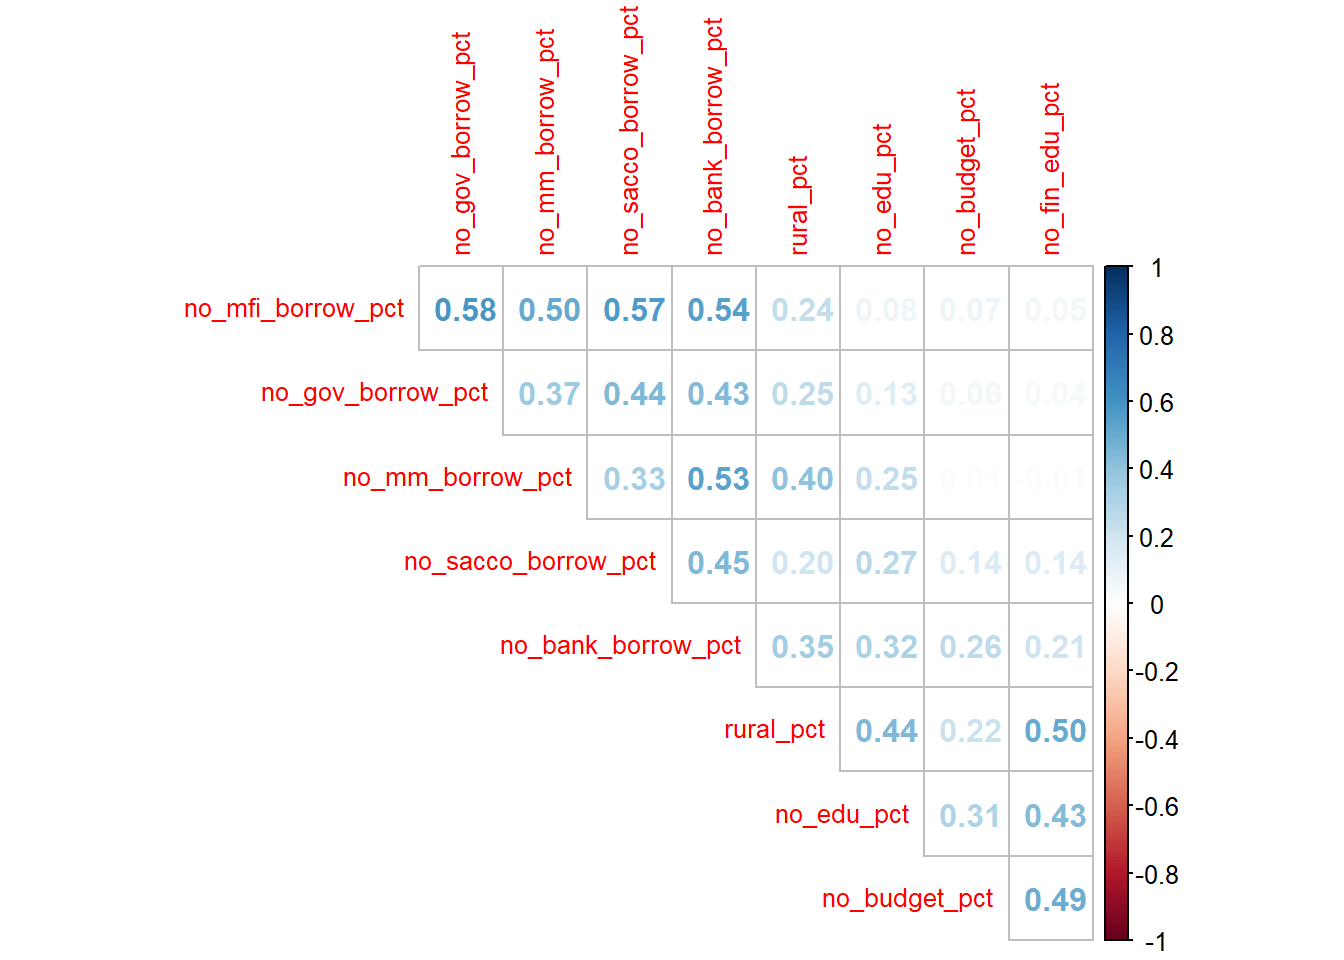 no_gov_borrow_pct
no_mm_borrow_pct
no_sacco_borrow_pct
no_bank_borrow_pct
rural_pct
no_edu_pct
no_budget_pct
no_fin_edu_pct
no_mfi_borrow_pct 0.58 0.50 0.57 0.54 0.24 0.08 0.07 0.05
no_gov_borrow_pct 0.37 0.44 0.43 0.25 0.13 0.06 0.04
no_mm_borrow_pct 0.33 0.53 0.40 0.25 0.01 -0.01
no_sacco_borrow_pct 0.45 0.20 0.27 0.14 0.14
no_bank_borrow_pct 0.35 0.32 0.26 0.21
rural_pct 0.44 0.22 0.50
no_edu_pct 0.31 0.43
no_budget_pct 0.49
1
0.8
0.6
0.4
0.2
0
-0.2
-0.4
-0.6
-0.8
-1